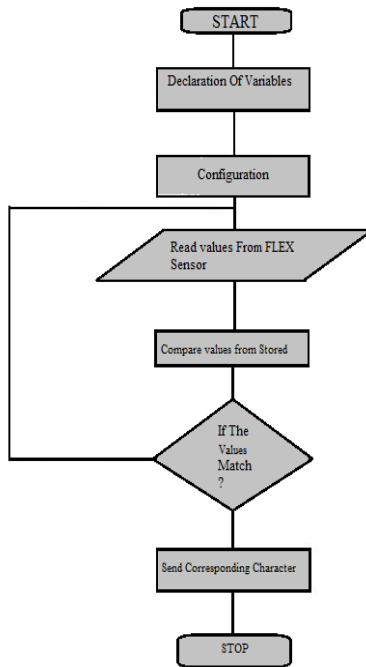 START
Declaration Of Variables
Configuration
Read values From FLEX
Sensor
Compare values from Stored
If The
Values
Match
?
Send Corresponding Character
STOP